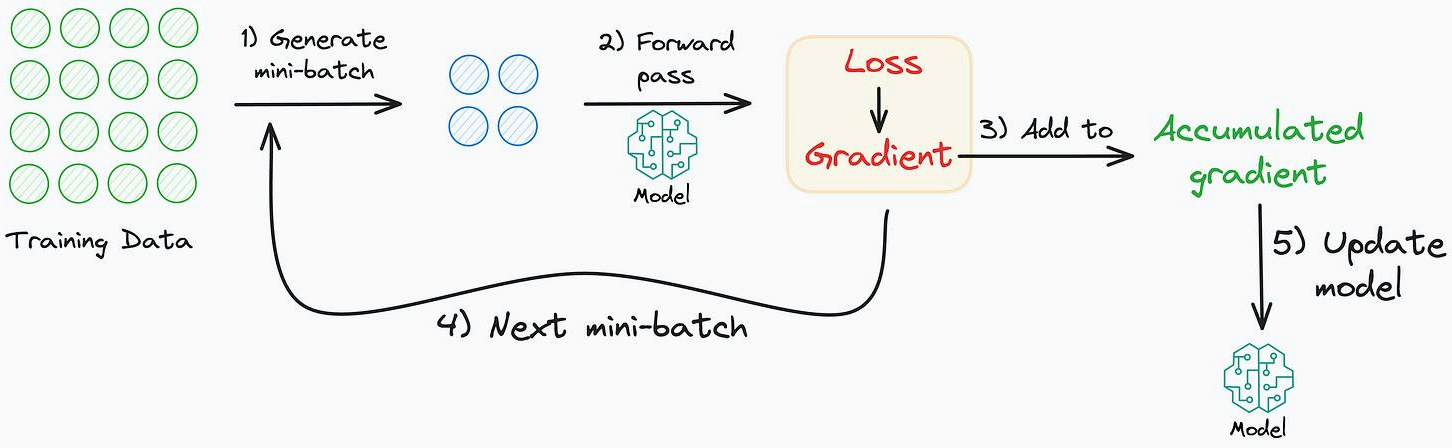 1) Generate
mini-batch
2) Forward
pass
Model
Loss
Gradient
3) Add to
Accumulated
gradient
Training Data
4) Next mini-batch
5) Update
model
Model